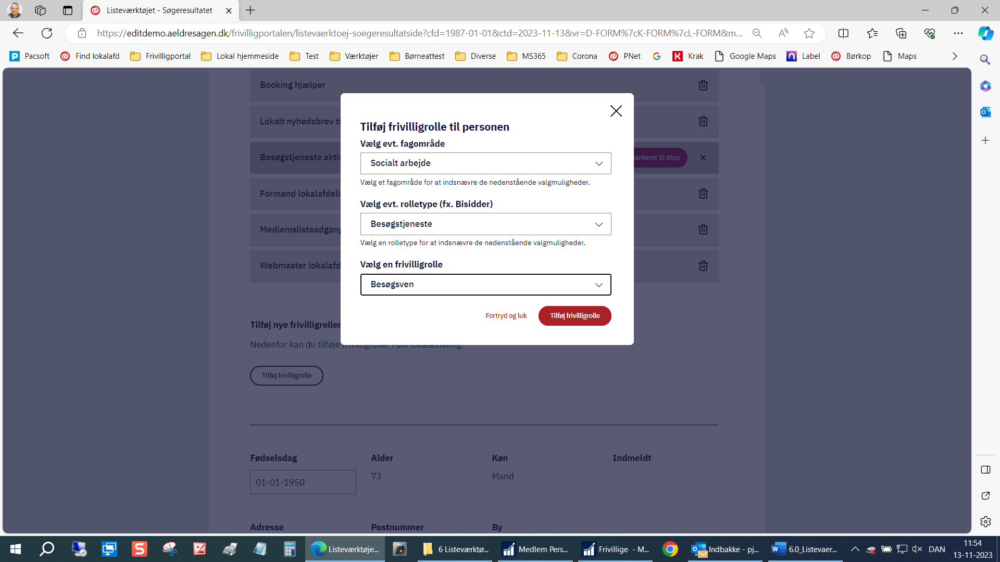 Listeværktøjet - Søgeresultatet
https://editdemo.aeldresagen.dk/frivilligportalen/listevaerktoej-soegeresultatside?cfd=1987-01-01&ctd=2023-11-13&vr=D-FORM%7cK-FORM%7cL-FORM&m...
Pacsoft Find lokalafd Frivilligportal Lokal hjemmeside Test Værktøjer Børneattest Diverse MS365 Corona PNet Krak Google Maps Label Børkop Maps
Booking hjælper
Lokalt nyhedsbrev ti
Besøgstjeneste aktiv
arkeret til stop
Formand lokalafdeli
Medlemslisteadgang
Webmaster lokalafd
Tilføj frivilligrolle til personen
Vælg evt. fagområde
Socialt arbejde
Vælg et fagområde for at indsnævre de nedenstående valgmuligheder.
Vælg evt. rolletype (fx. Bisidder)
Besøgstjeneste
Vælg en rolletype for at indsnævre de nedenstående valgmuligheder.
Vælg en frivilligrolle
Besøgsven
Fortryd og luk Tilføj frivilligrolle
Tilføj nye frivilligroller
Nedenfor kan du tilføje frivilligroller i din lokalafdeling.
Tilføj frivilligrolle
Fødselsdag Alder Køn Indmeldt
01-01-1950 73 Mand
Adresse Postnummer By
Listeværktøje... 6 Listeværktø... Medlem Pers... Frivillige - M... Indbakke - pj... 6.0_Listevaer... DAN
11:54
13-11-2023